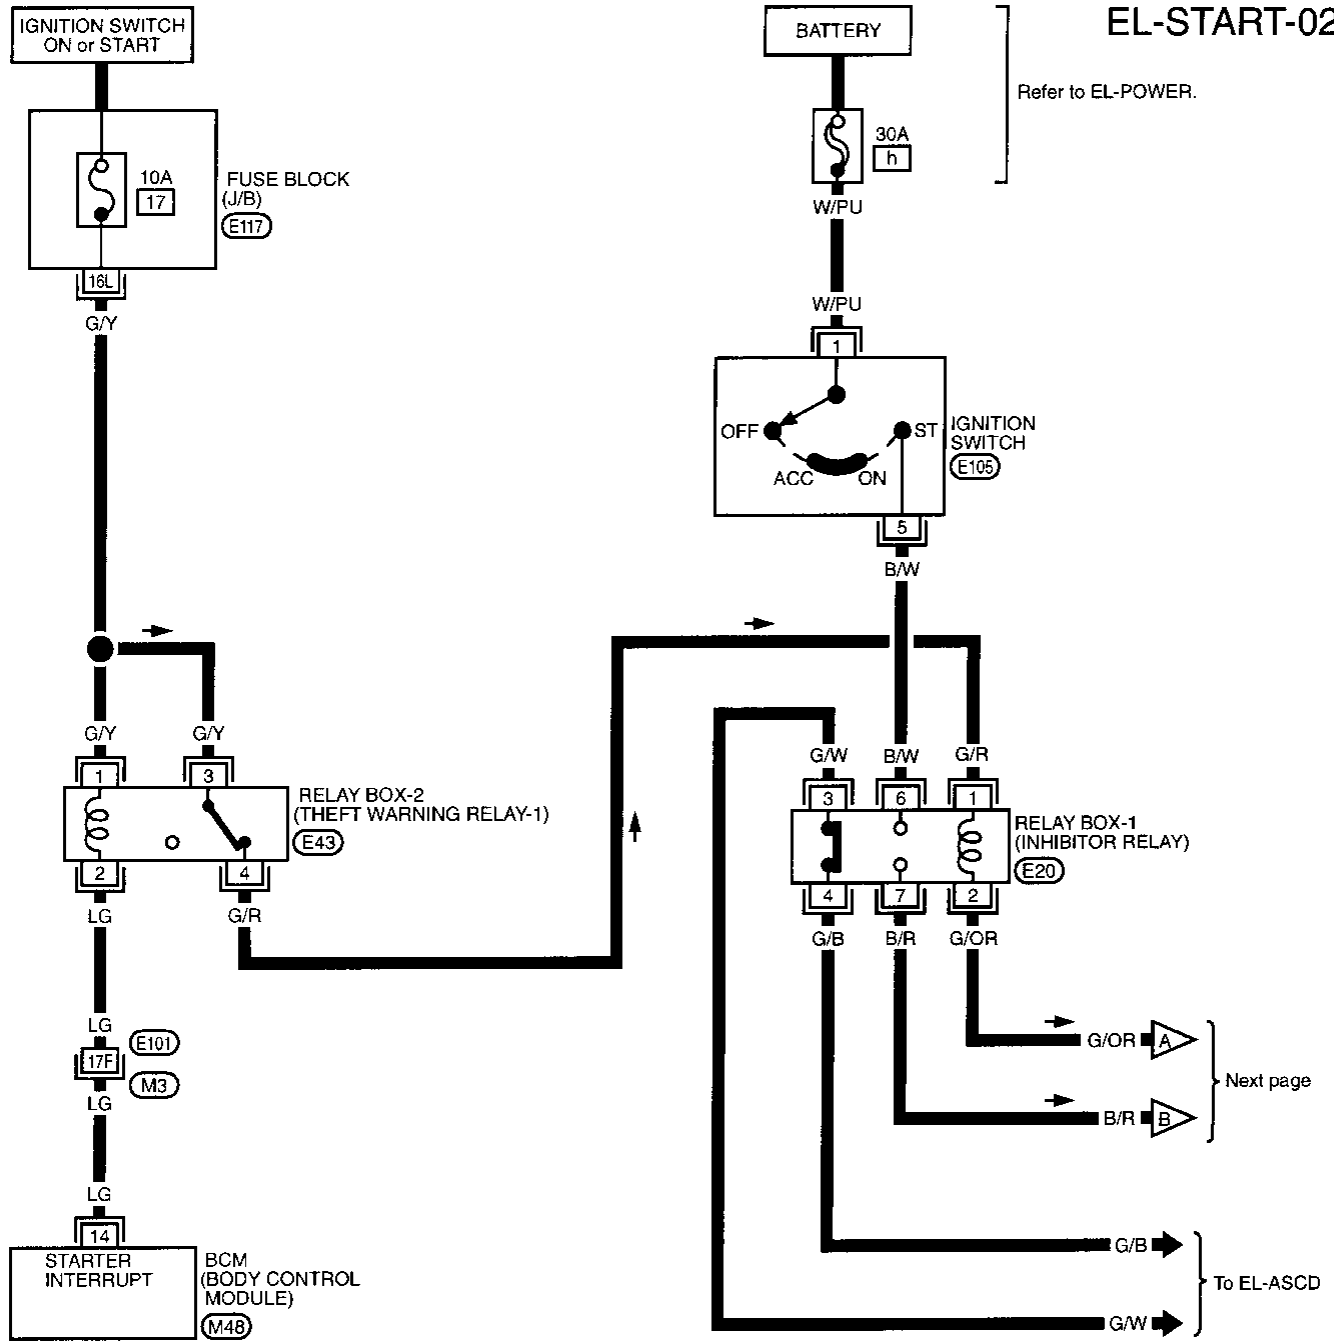 EL-START-02
IGNITION SWITCH
ON or START
BATTERY
Refer to EL-POWER.
10A
17
FUSE BLOCK
(J/B)
E117
30A
h
W/PU
16L
G/Y
W/PU
1
OFF
ST
ACC
ON
IGNITION
SWITCH
E105
5
B/W
G/Y
G/Y
1
3
RELAY BOX-2
(THEFT WARNING RELAY-1)
E43
2
4
LG
G/R
G/W
B/W
G/R
3
6
1
RELAY BOX-1
(INHIBITOR RELAY)
E20
4
7
2
G/B
B/R
G/OR
LG
E101
17F
M3
LG
G/OR
A
Next page
B/R
B
LG
14
STARTER
INTERRUPT
BCM
(BODY CONTROL
MODULE)
M48
G/B
To EL-ASCD
G/W